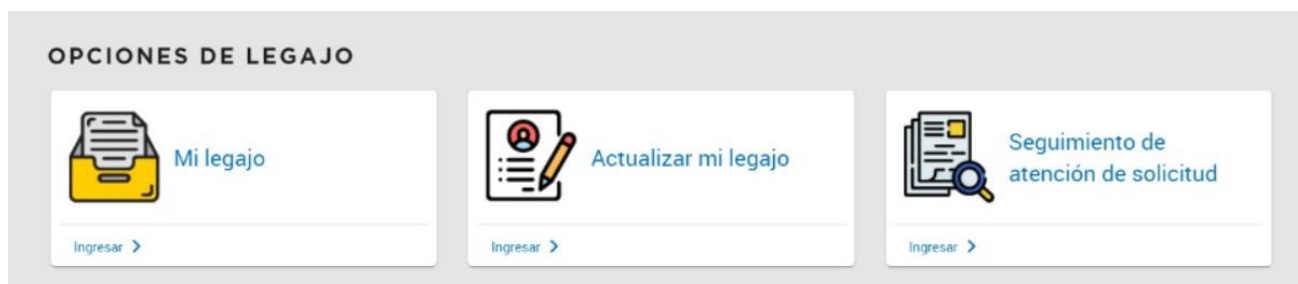 OPCIONES DE LEGAJO
Mi legajo
Ingresar
Actualizar mi legajo
Ingresar
Seguimiento de
atención de solicitud
Ingresar